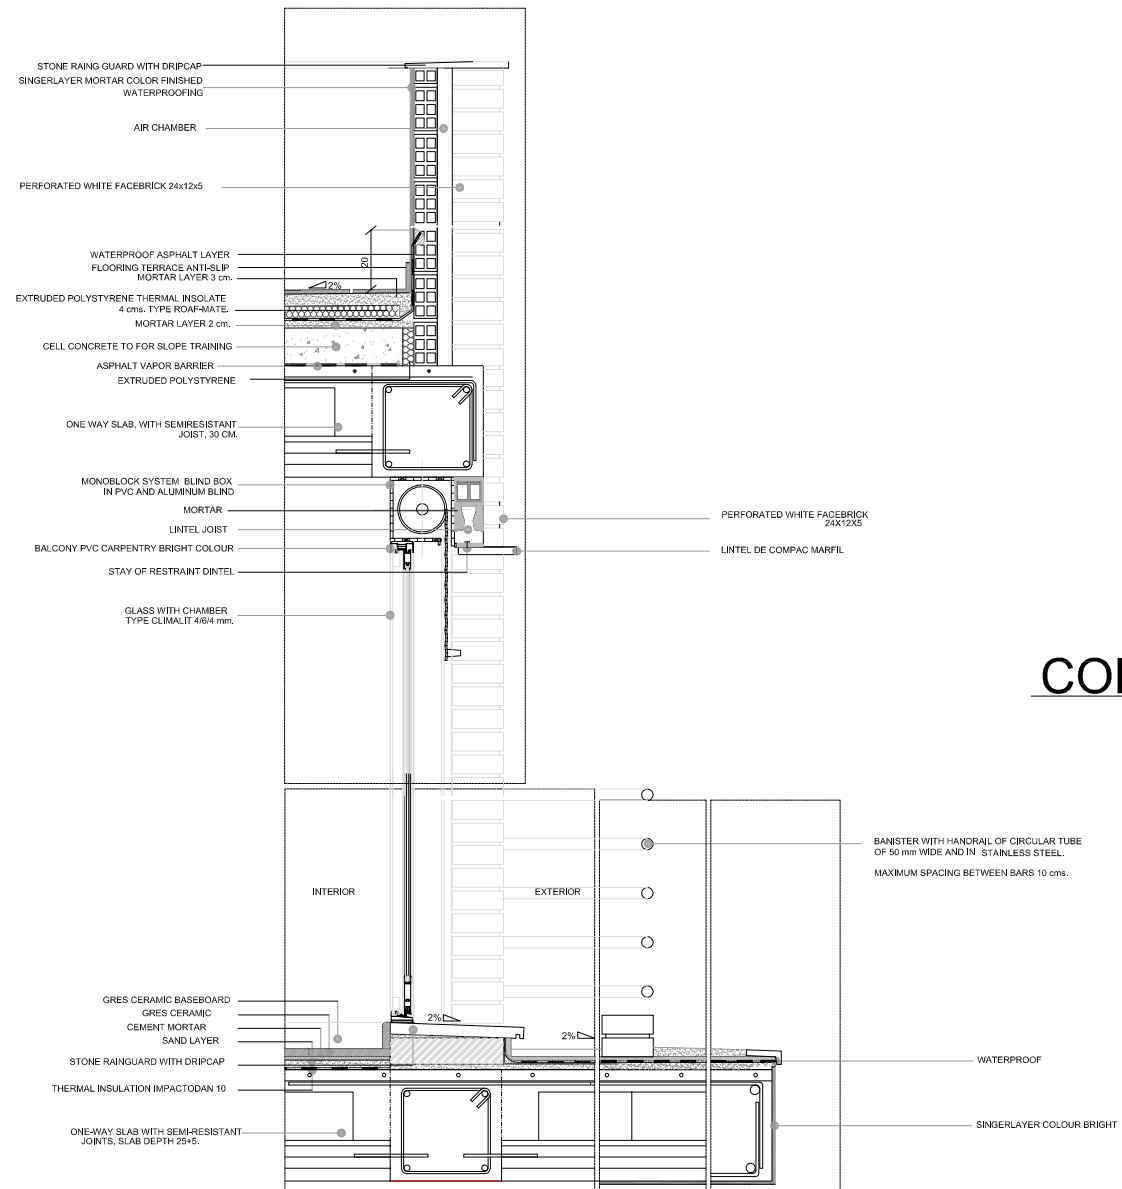 STONE RAING GUARD WITH DRIPCAP
SINGERLAYER MORTAR COLOR FINISHED
WATERPROOFING
AIR CHAMBER
PERFORATED WHITE FACEBRICK 24x12x5
WATERPROOF ASPHALT LAYER
FLOORING TERRACE ANTI-SLIP
MORTAR LAYER 3 cm.
20
2%
EXTRUDED POLYSTYRENE THERMAL INSOLATE
4 cms. TYPE ROAF-MATE.
MORTAR LAYER 2 cm.
CELL CONCRETE TO FOR SLOPE TRAINING
ASPHALT VAPOR BARRIER
EXTRUDED POLYSTYRENE
ONE WAY SLAB, WITH SEMIRESISTANT
JOIST, 30 CM.
MONOBLOCK SYSTEM BLIND BOX
IN PVC AND ALUMINUM BLIND
MORTAR
LINTEL JOIST
BALCONY PVC CARPENTRY BRIGHT COLOUR
STAY OF RESTRAINT DINTEL
GLASS WITH CHAMBER
TYPE CLIMALIT 4/6/4 mm.
PERFORATED WHITE FACEBRICK
24X12X5
LINTEL DE COMPAC MARFIL
BANISTER WITH HANDRAIL OF CIRCULAR TUBE
OF 50 mm WIDE AND IN STAINLESS STEEL.
MAXIMUM SPACING BETWEEN BARS 10 cms.
INTERIOR
EXTERIOR
GRES CERAMIC BASEBOARD
GRES CERAMIC
CEMENT MORTAR
SAND LAYER
STONE RAINGUARD WITH DRIPCAP
THERMAL INSULATION IMPACTODAN 10
ONE-WAY SLAB WITH SEMI-RESISTANT
JOINTS, SLAB DEPTH 25+5.
2%
2%
WATERPROOF
SINGERLAYER COLOUR BRIGHT